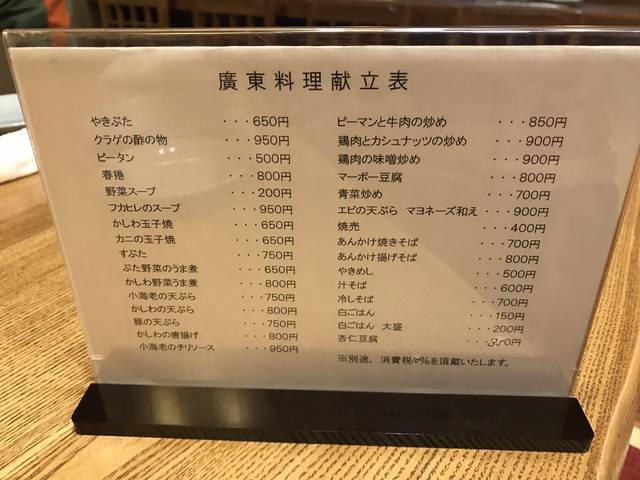 廣東料理献立表
やきぶた ・・・650円
クラゲの酢の物 ・・・950円
ピータン ・・・500円
春捲 ・・・800円
野菜スープ ・・・200円
フカヒレのスープ ・・・950円
かしわ玉子焼 ・・・650円
カニの玉子焼 ・・・650円
すぶた ・・・750円
ぶた野菜のうま煮 ・・・650円
かしわ野菜うま煮 ・・・800円
小海老の天ぷら ・・・750円
かしわの天ぷら ・・・800円
豚の天ぷら ・・・750円
かしわの唐揚げ ・・・800円
小海老のチリソース ・・・950円
ピーマンと牛肉の炒め ・・・850円
鶏肉とカシュナッツの炒め ・・・900円
鶏肉の味噌炒め ・・・900円
マーボー豆腐 ・・・800円
青菜炒め ・・・700円
エビの天ぷら マヨネーズ和え ・・・900円
焼売 ・・・400円
あんかけ焼きそば ・・・700円
あんかけ揚げそば ・・・800円
やきめし ・・・500円
汁そば ・・・600円
冷しそば ・・・700円
白ごはん ・・・150円
白ごはん 大盛 ・・・200円
杏仁豆腐 ・・・300円
※別途、消費税10%を頂戴いたします。